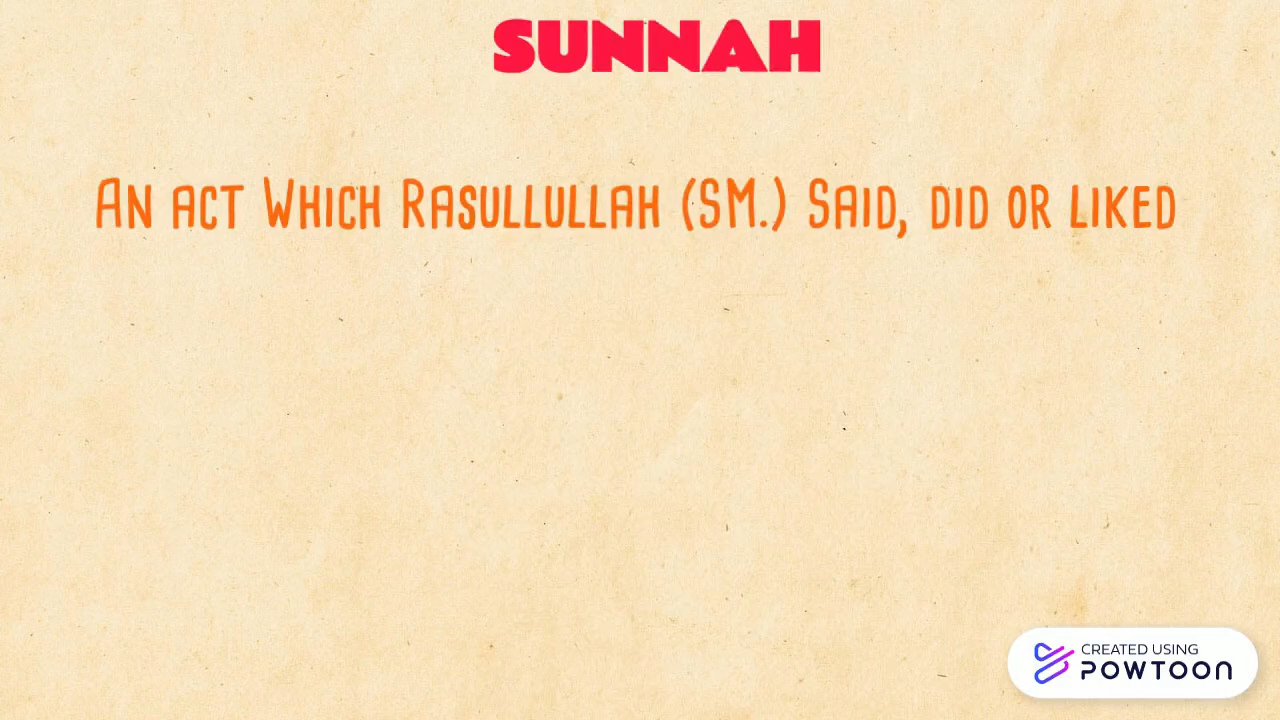 SUNNAH
An act Which Rasullullah (SM.) Said, did or liked
CREATED USING
POWTOON